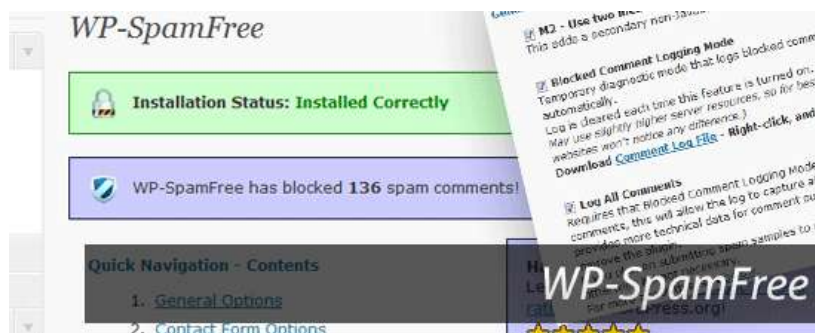 WP-SpamFree
Installation Status: Installed Correctly
WP-SpamFree has blocked 136 spam comments!
Quick Navigation - Contents
1. General Options
2. Contact Form Options
M2 - Use two
This adds a secondary
Blocked Comment Logging Mode
Temporary diagnostic mode that logs blocked
automatically.
Log is cleared each time this feature is turned on.
May use slightly higher server resources, so for
websites won't notice any difference.)
Download Comment Log File - Right-click, and
Log All Comments
Requires that Blocked Comment Logging Mode
comments, this will allow the log to capture
provides more technical data for comment
submitting spam samples to
necessary.
WP-SpamFree